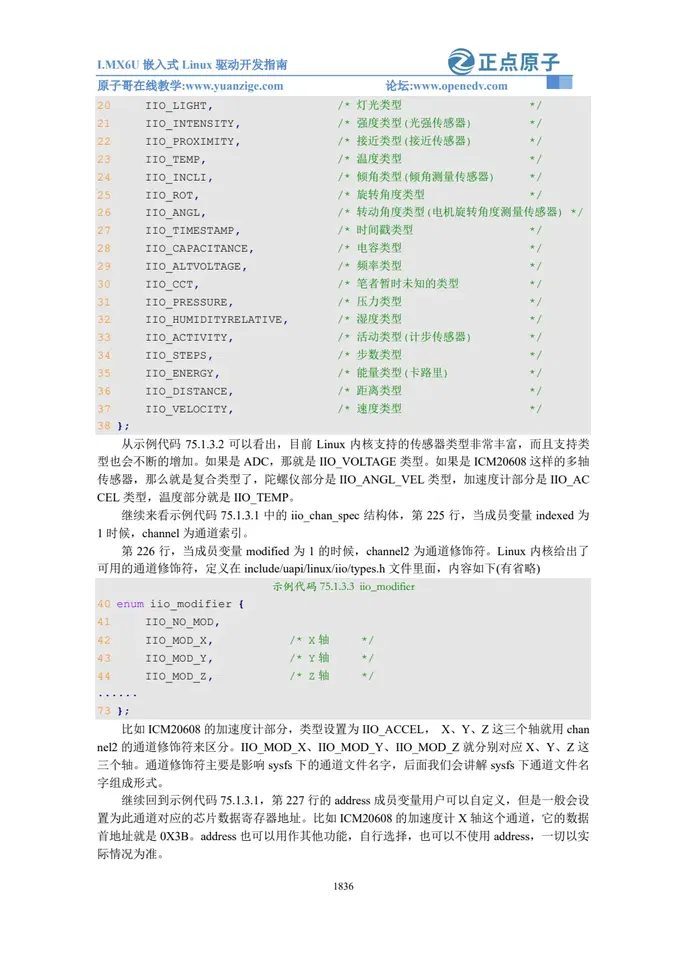 I.MX6U 嵌入式 Linux 驱动开发指南
正点原子
原子哥在线教学:www.yuanzige.com 论坛:www.openedv.com
20 IIO_LIGHT, /* 灯光类型 */
21 IIO_INTENSITY, /* 强度类型(光强传感器) */
22 IIO_PROXIMITY, /* 接近类型(接近传感器) */
23 IIO_TEMP, /* 温度类型 */
24 IIO_INCLI, /* 倾角类型(倾角测量传感器) */
25 IIO_ROT, /* 旋转角度类型 */
26 IIO_ANGL, /* 转动角度类型(电机旋转角度测量传感器) */
27 IIO_TIMESTAMP, /* 时间戳类型 */
28 IIO_CAPACITANCE, /* 电容类型 */
29 IIO_ALTVOLTAGE, /* 频率类型 */
30 IIO_CCT, /* 笔者暂时未知的类型 */
31 IIO_PRESSURE, /* 压力类型 */
32 IIO_HUMIDITYRELATIVE, /* 湿度类型 */
33 IIO_ACTIVITY, /* 活动类型(计步传感器) */
34 IIO_STEPS, /* 步数类型 */
35 IIO_ENERGY, /* 能量类型(卡路里) */
36 IIO_DISTANCE, /* 距离类型 */
37 IIO_VELOCITY, /* 速度类型 */
38 };
从示例代码 75.1.3.2 可以看出，目前 Linux 内核支持的传感器类型非常丰富，而且支持类
型也会不断的增加。如果是 ADC，那就是 IIO_VOLTAGE 类型。如果是 ICM20608 这样的多轴
传感器，那么就是复合类型了，陀螺仪部分是 IIO_ANGL_VEL 类型，加速度计部分是 IIO_AC
CEL 类型，温度部分就是 IIO_TEMP。
继续来看示例代码 75.1.3.1 中的 iio_chan_spec 结构体，第 225 行，当成员变量 indexed 为
1 时候，channel 为通道索引。
第 226 行，当成员变量 modified 为 1 的时候，channel2 为通道修饰符。Linux 内核给出了
可用的通道修饰符，定义在 include/uapi/linux/iio/types.h 文件里面，内容如下(有省略)
示例代码 75.1.3.3 iio_modifier
40 enum iio_modifier {
41 IIO_NO_MOD,
42 IIO_MOD_X, /* X 轴 */
43 IIO_MOD_Y, /* Y 轴 */
44 IIO_MOD_Z, /* Z 轴 */
......
73 };
比如 ICM20608 的加速度计部分，类型设置为 IIO_ACCEL， X、Y、Z 这三个轴就用 chan
nel2 的通道修饰符来区分。IIO_MOD_X、IIO_MOD_Y、IIO_MOD_Z 就分别对应 X、Y、Z 这
三个轴。通道修饰符主要是影响 sysfs 下的通道文件名字，后面我们会讲解 sysfs 下通道文件名
字组成形式。
继续回到示例代码 75.1.3.1，第 227 行的 address 成员变量用户可以自定义，但是一般会设
置为此通道对应的芯片数据寄存器地址。比如 ICM20608 的加速度计 X 轴这个通道，它的数据
首地址就是 0X3B。address 也可以用作其他功能，自行选择，也可以不使用 address，一切以实
际情况为准。
1836